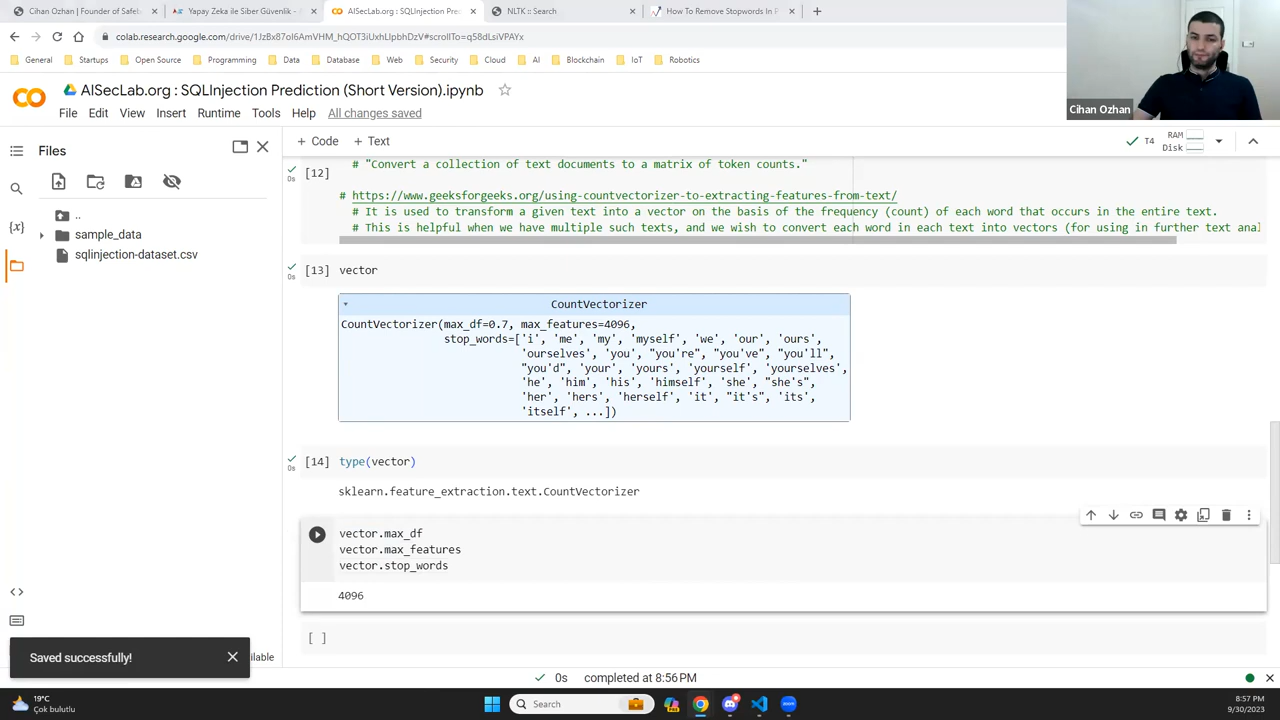 Cihan Ozhan | Founder of Safet
Yapay Zeka ile Siber Güvenlik - A
AISecLab.org : SQLInjection Pred
NLTK :: Search
How To Remove Stopwords In P
colab.research.google.com/drive/1JzBx87oI6AmVHM_hQOT3iUxhLIpbhDzV#scrollTo=q58dLsiVPAYx
General Startups Open Source Programming Data Database Web Security Cloud AI Blockchain IoT Robotics
Cihan Ozhan
AISecLab.org : SQLInjection Prediction (Short Version).ipynb
File Edit View Insert Runtime Tools Help All changes saved
+ Code + Text
RAM
Disk
T4
Files
..
sample_data
sqlinjection-dataset.csv
{x}
<>
[12]
0s
# "Convert a collection of text documents to a matrix of token counts."
# https://www.geeksforgeeks.org/using-countvectorizer-to-extracting-features-from-text/
# It is used to transform a given text into a vector on the basis of the frequency (count) of each word that occurs in the entire text.
# This is helpful when we have multiple such texts, and we wish to convert each word in each text into vectors (for using in further text anal
[13] vector
0s
CountVectorizer
CountVectorizer(max_df=0.7, max_features=4096,
stop_words=['i', 'me', 'my', 'myself', 'we', 'our', 'ours',
'ourselves', 'you', "you're", "you've", "you'll",
"you'd", 'your', 'yours', 'yourself', 'yourselves',
'he', 'him', 'his', 'himself', 'she', "she's",
'her', 'hers', 'herself', 'it', "it's", 'its',
'itself', ...])
[14] type(vector)
0s
sklearn.feature_extraction.text.CountVectorizer
vector.max_df
vector.max_features
vector.stop_words
4096
[ ]
Saved successfully!
ilable
0s completed at 8:56 PM
19°C
Çok bulutlu
Search
8:57 PM
9/30/2023